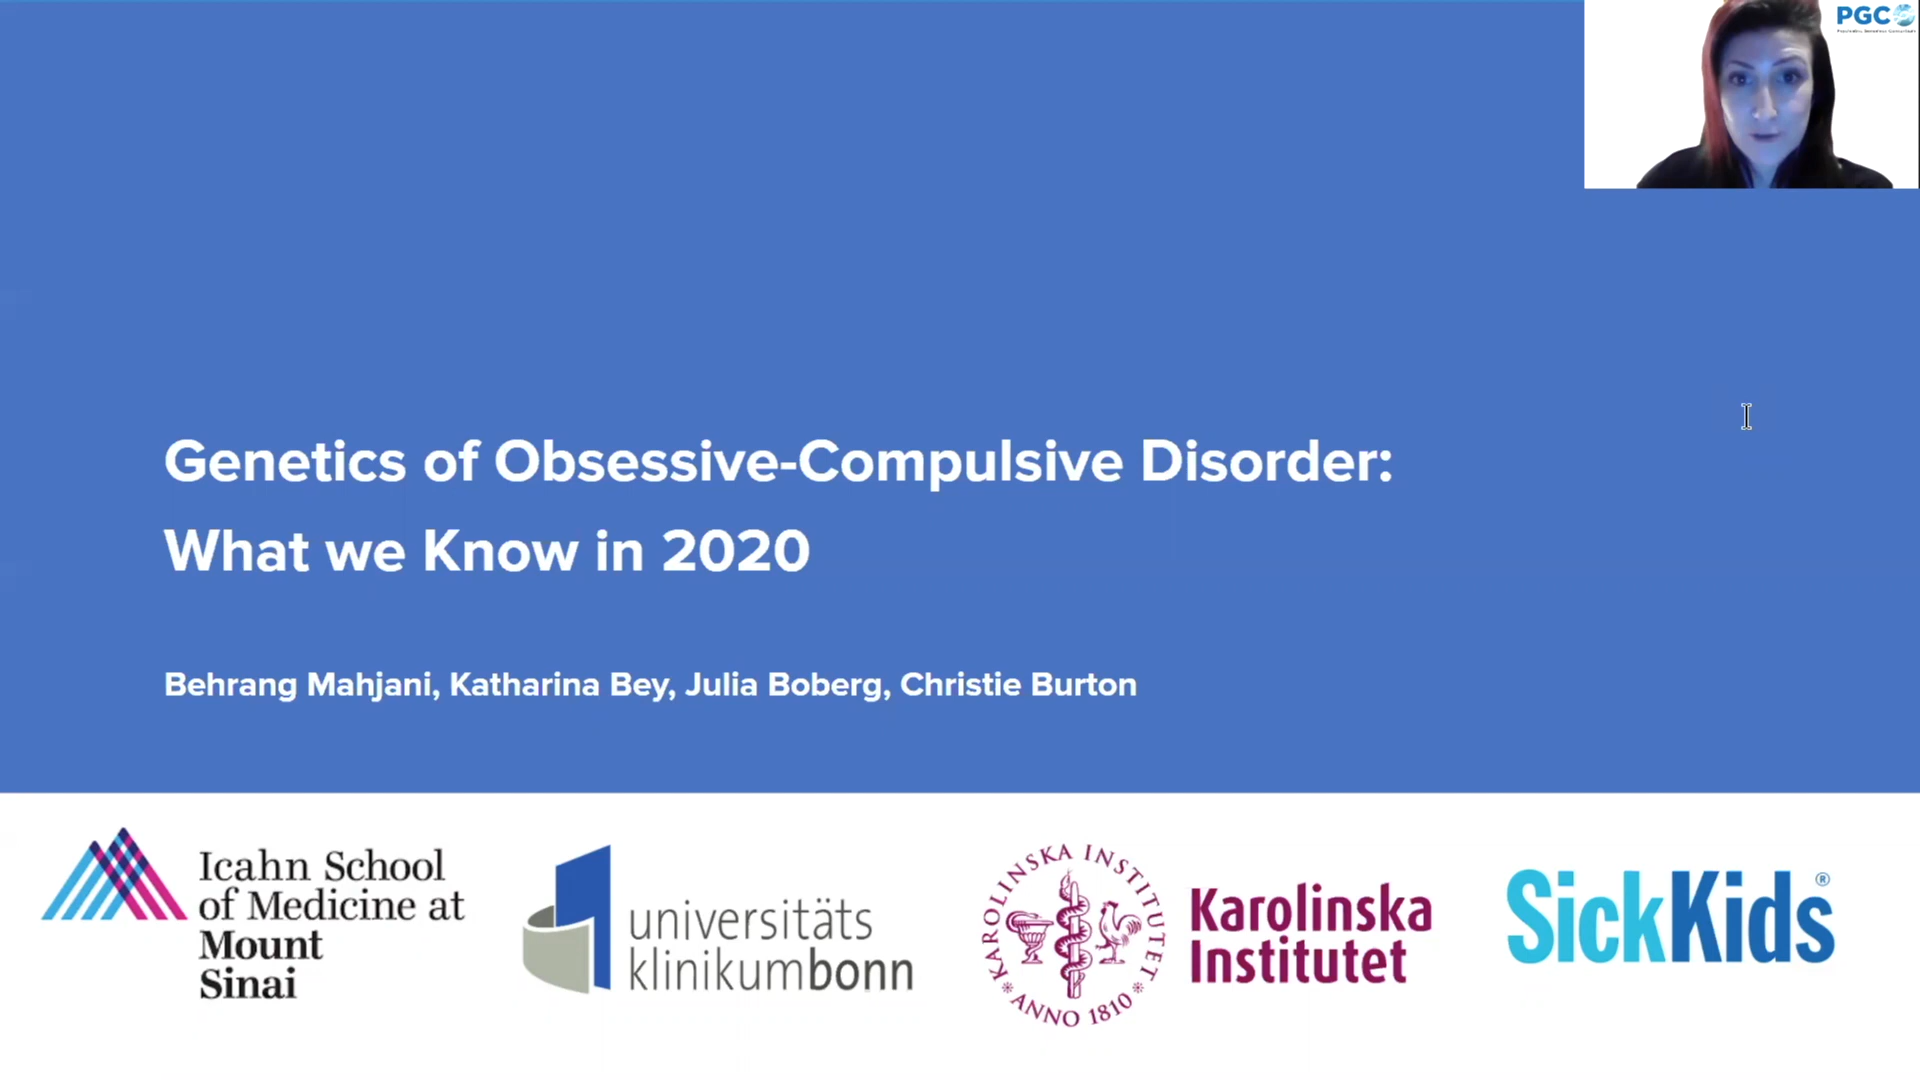 PGC
Genetics of Obsessive-Compulsive Disorder:
What we Know in 2020
Behrang Mahjani, Katharina Bey, Julia Boberg, Christie Burton
Icahn School
of Medicine at
Mount
Sinai
universitäts
klinikumbonn
KAROLINSKA INSTITUTET
ANNO 1810
Karolinska
Institutet
SickKids®